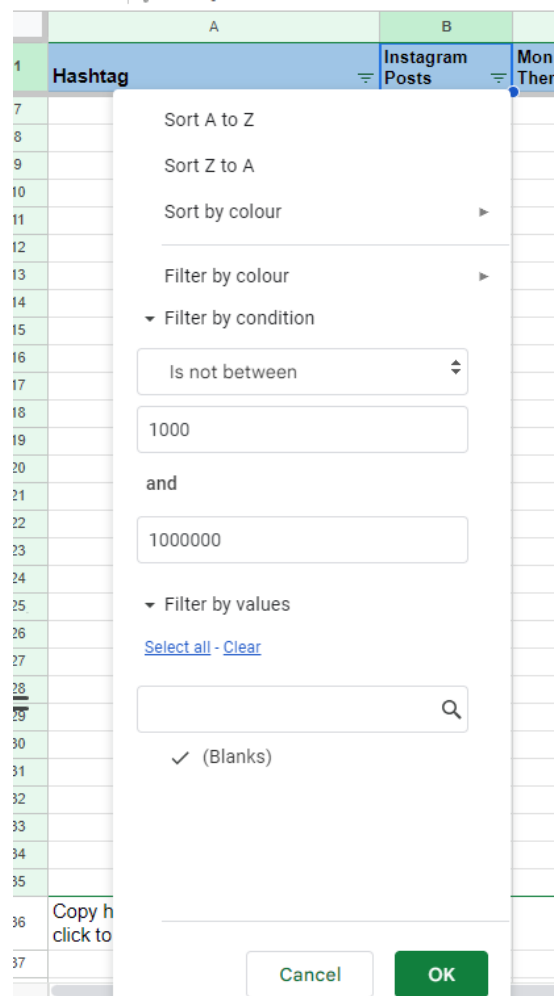 A B
Instagram Mon
1 Hashtag Posts Ther
7
8
9
10
11
12
13
14
15
16
17
18
19
20
21
22
23
24
25
26
27
28
29
30
31
32
33
34
35
36
37
Sort A to Z
Sort Z to A
Sort by colour
Filter by colour
Filter by condition
Is not between
1000
and
1000000
Filter by values
Select all - Clear
(Blanks)
Copy h
click to
Cancel OK